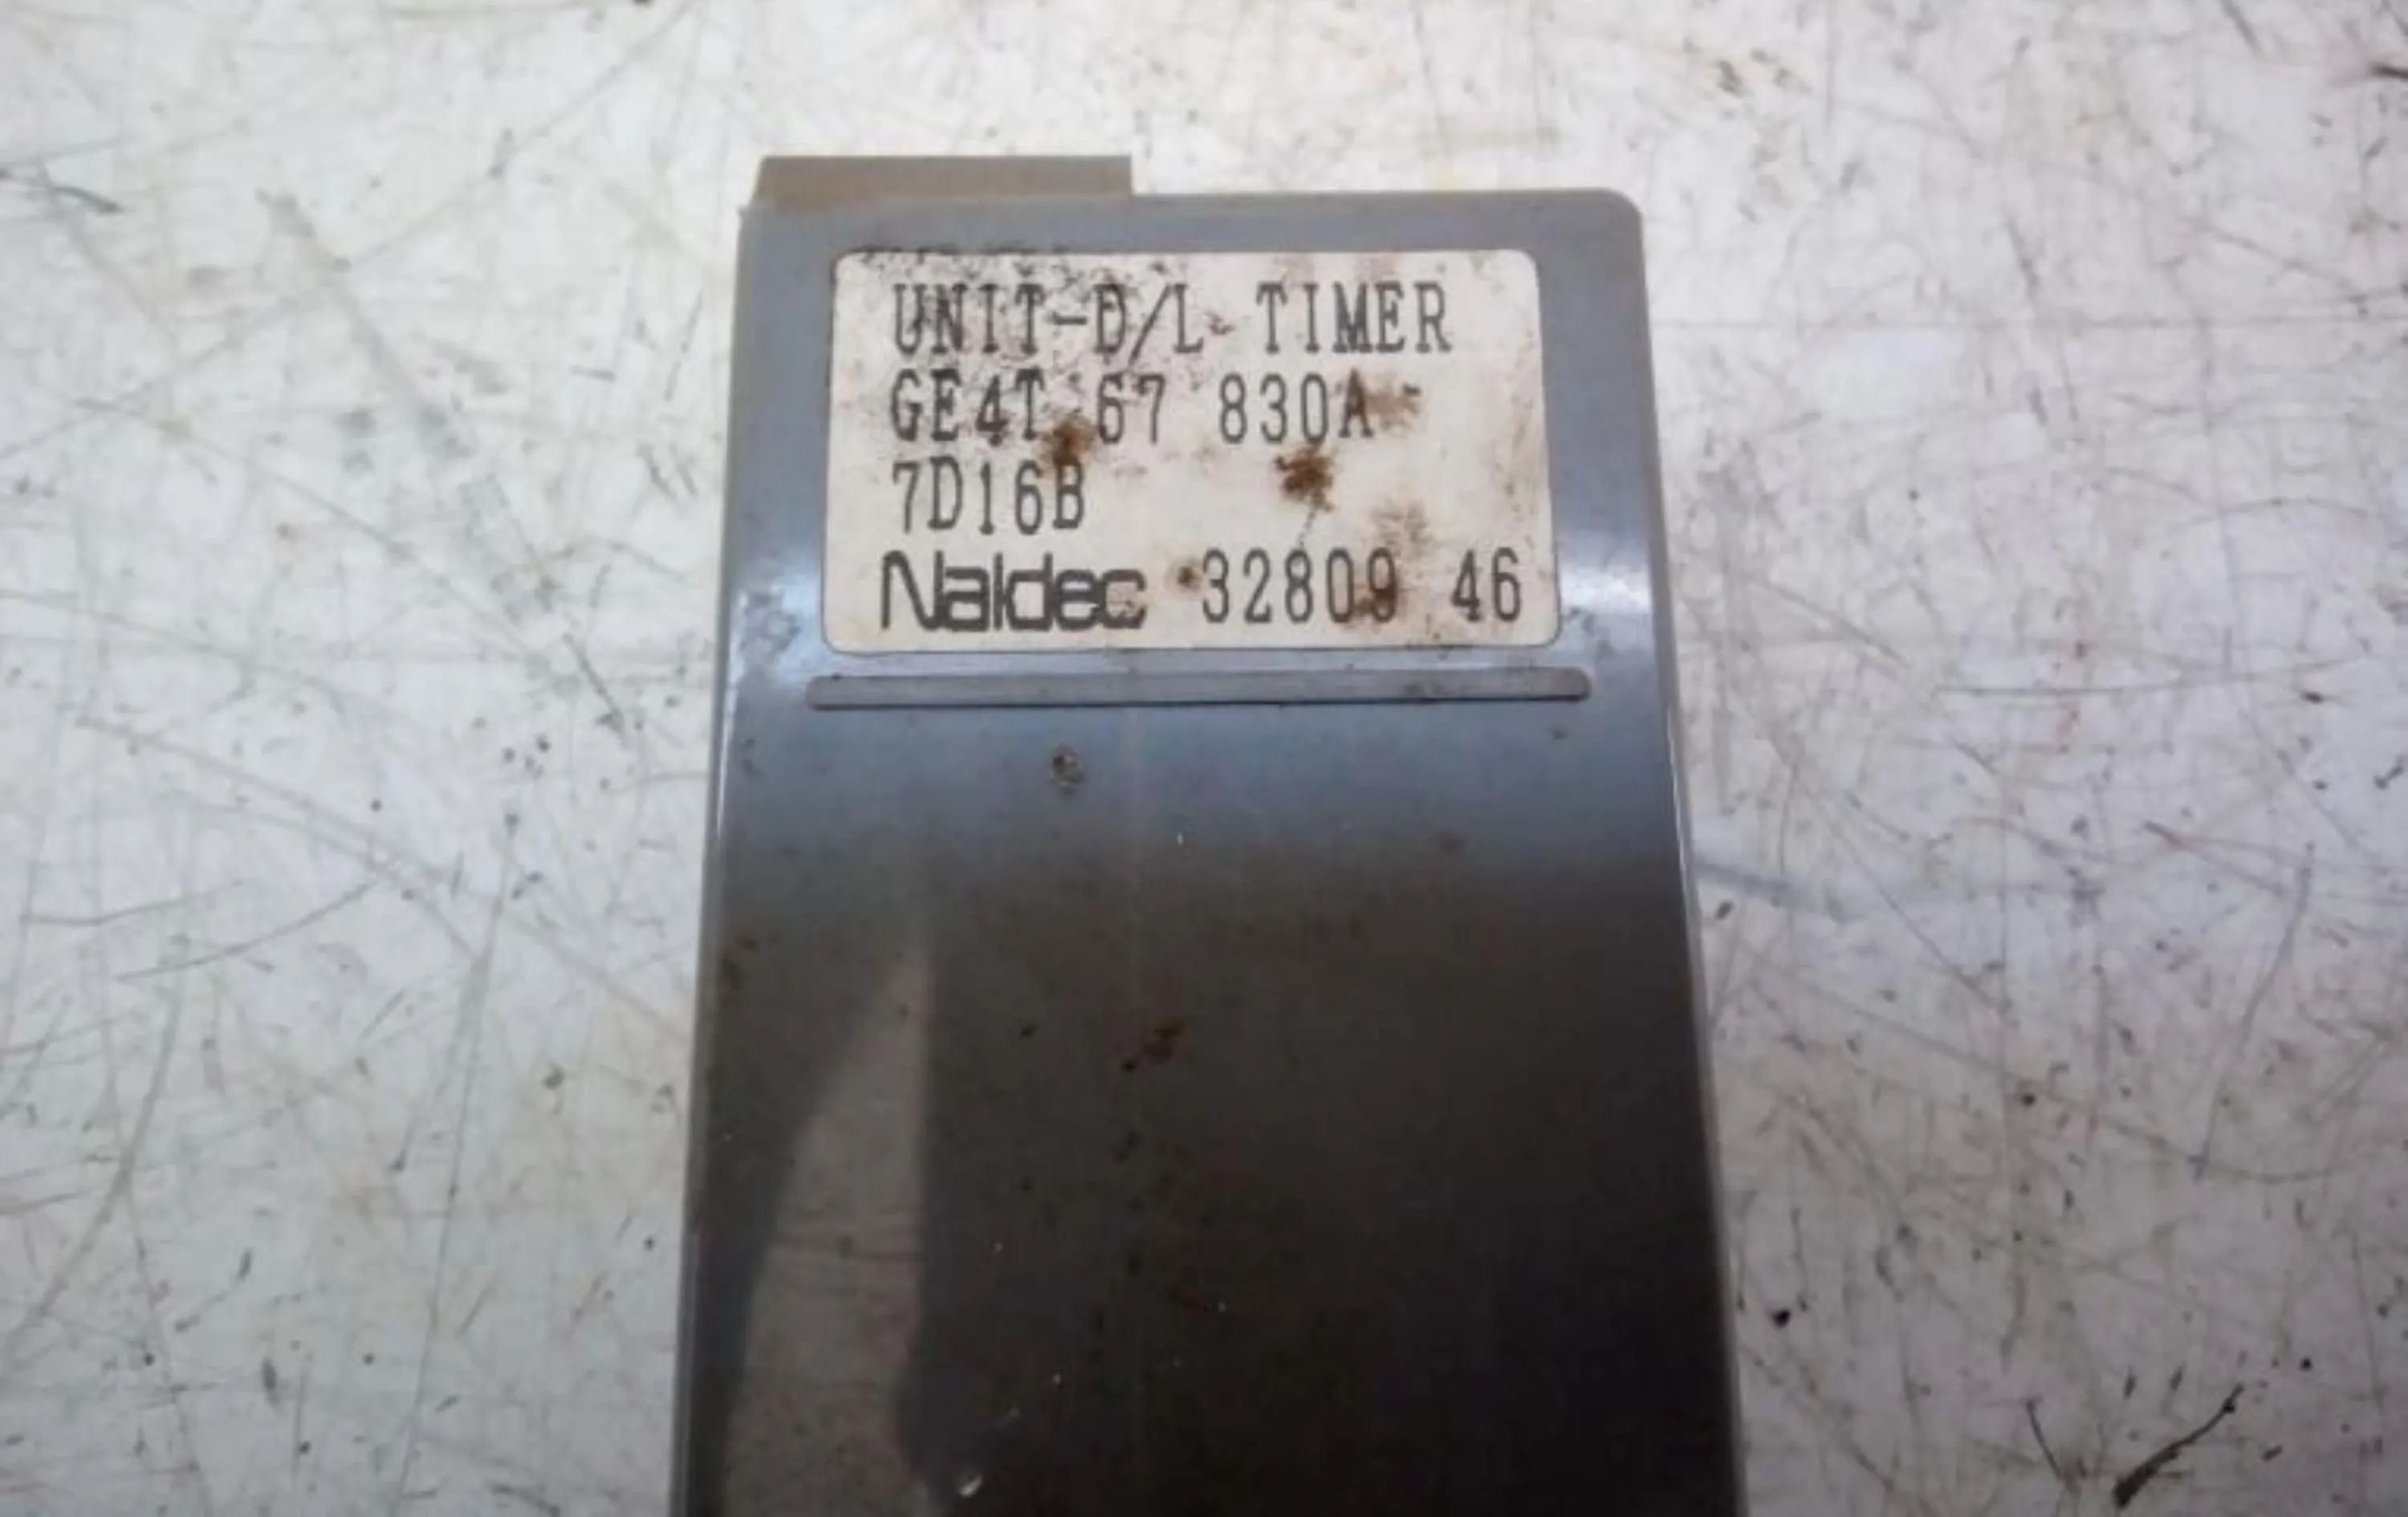 UNIT-D/L TIMER
GE4T 67 830A
7D16B
Naldec 32809 46